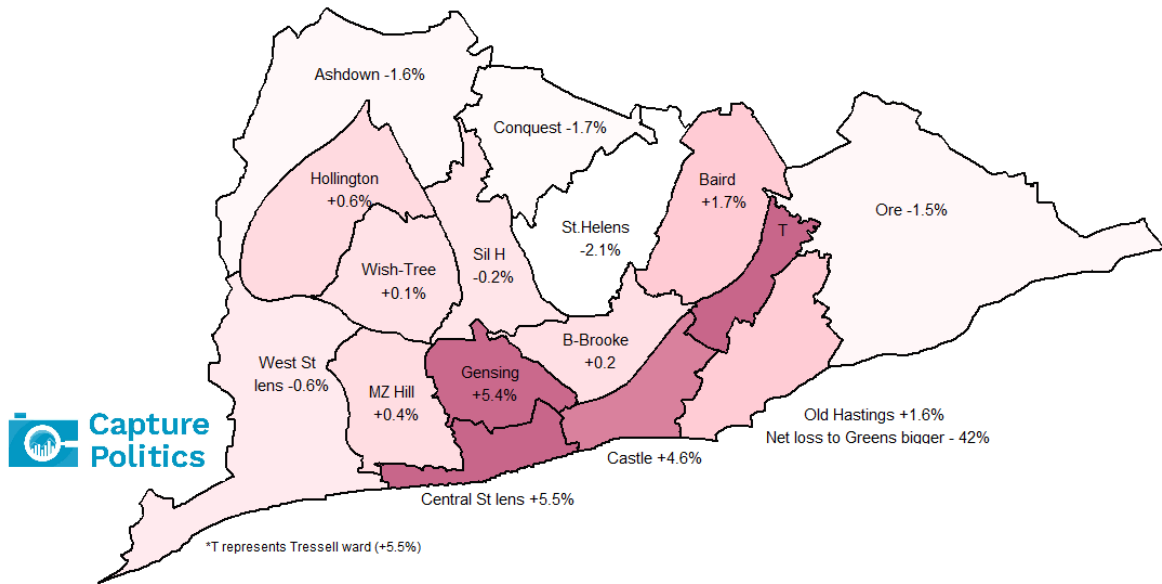 Ashdown -1.6%
Conquest -1.7%
Hollington
+0.6%
Baird
+1.7%
Ore -1.5%
St.Helens
-2.1%
T
Sil H
-0.2%
Wish-Tree
+0.1%
B-Brooke
+0.2
West St
lens -0.6%
Gensing
+5.4%
MZ Hill
+0.4%
Old Hastings +1.6%
Net loss to Greens bigger - 42%
Capture
Politics
Castle +4.6%
Central St lens +5.5%
*T represents Tressell ward (+5.5%)